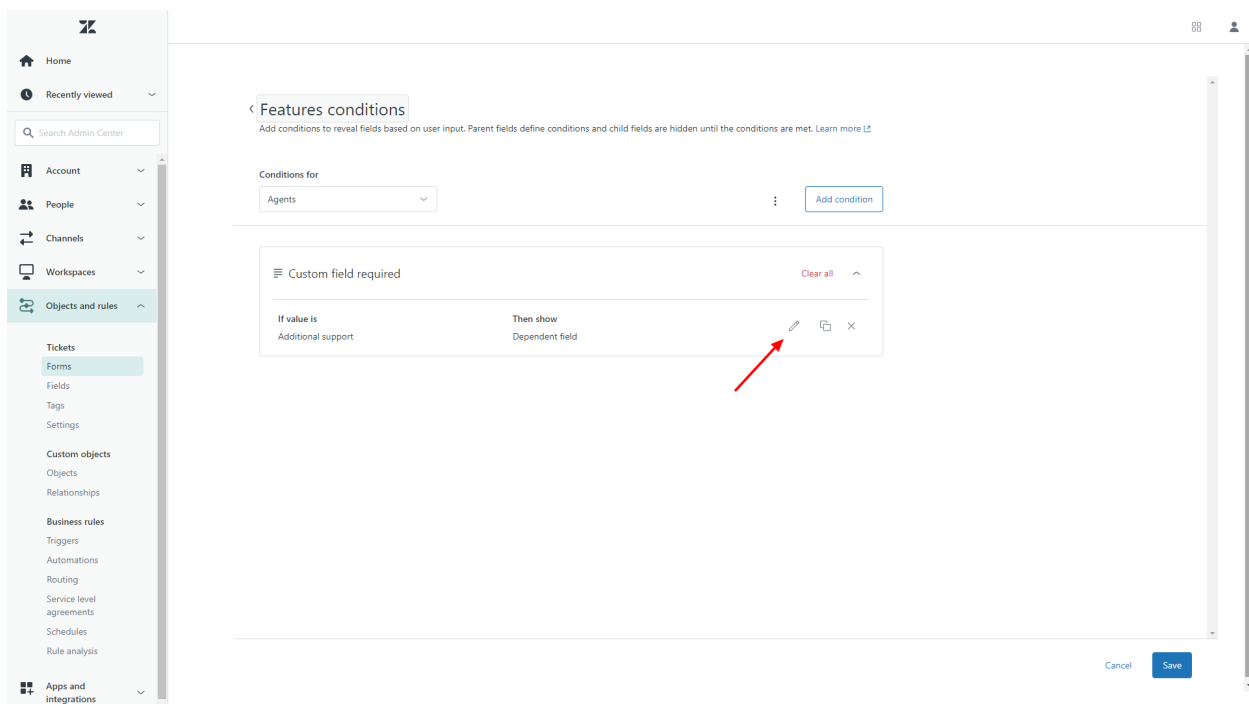 Home
Recently viewed
Search Admin Center
Account
People
Channels
Workspaces
Objects and rules
Tickets
Forms
Fields
Tags
Settings
Custom objects
Objects
Relationships
Business rules
Triggers
Automations
Routing
Service level
agreements
Schedules
Rule analysis
Apps and
integrations
Features conditions
Add conditions to reveal fields based on user input. Parent fields define conditions and child fields are hidden until the conditions are met. Learn more
Conditions for
Agents
Add condition
Custom field required
Clear all
If value is
Then show
Additional support
Dependent field
Cancel
Save